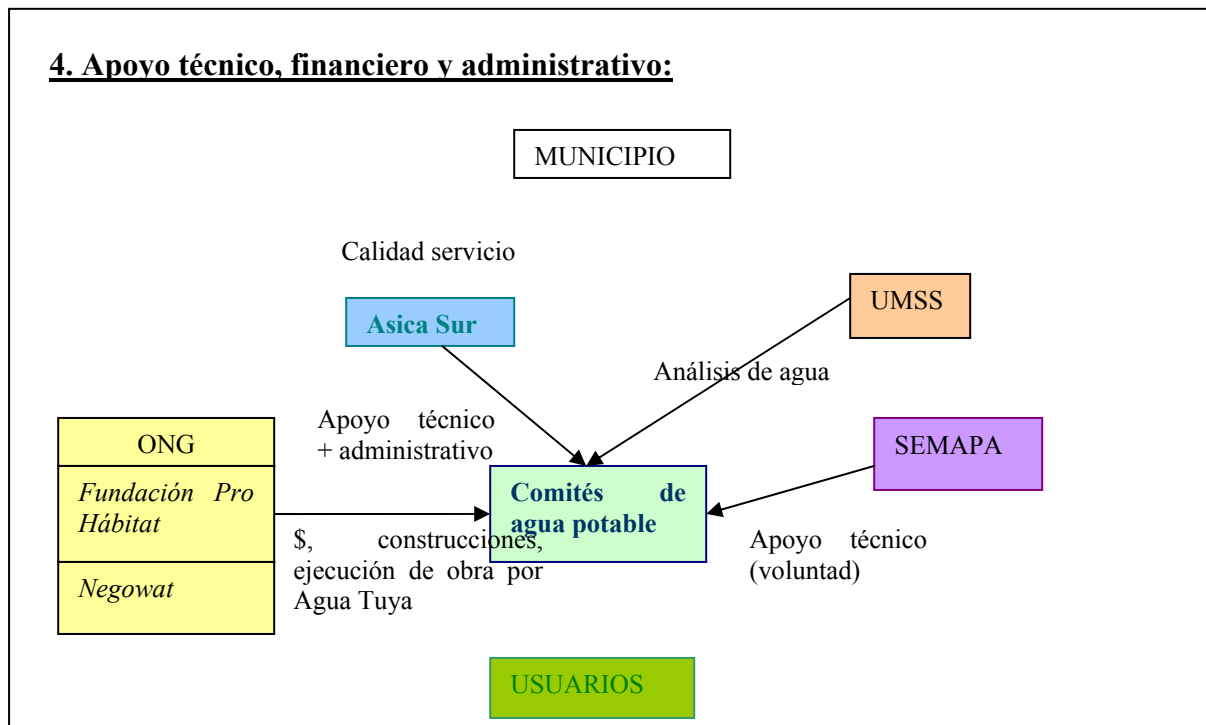 4. Apoyo técnico, financiero y administrativo:
MUNICIPIO
Calidad servicio
Asica Sur
UMSS
Análisis de agua
Apoyo técnico
+ administrativo
ONG
Fundación Pro
Hábitat
Negowat
SEMAPA
Comités de
agua potable
$, construcciones,
ejecución de obra por
Agua Tuya
Apoyo técnico
(voluntad)
USUARIOS